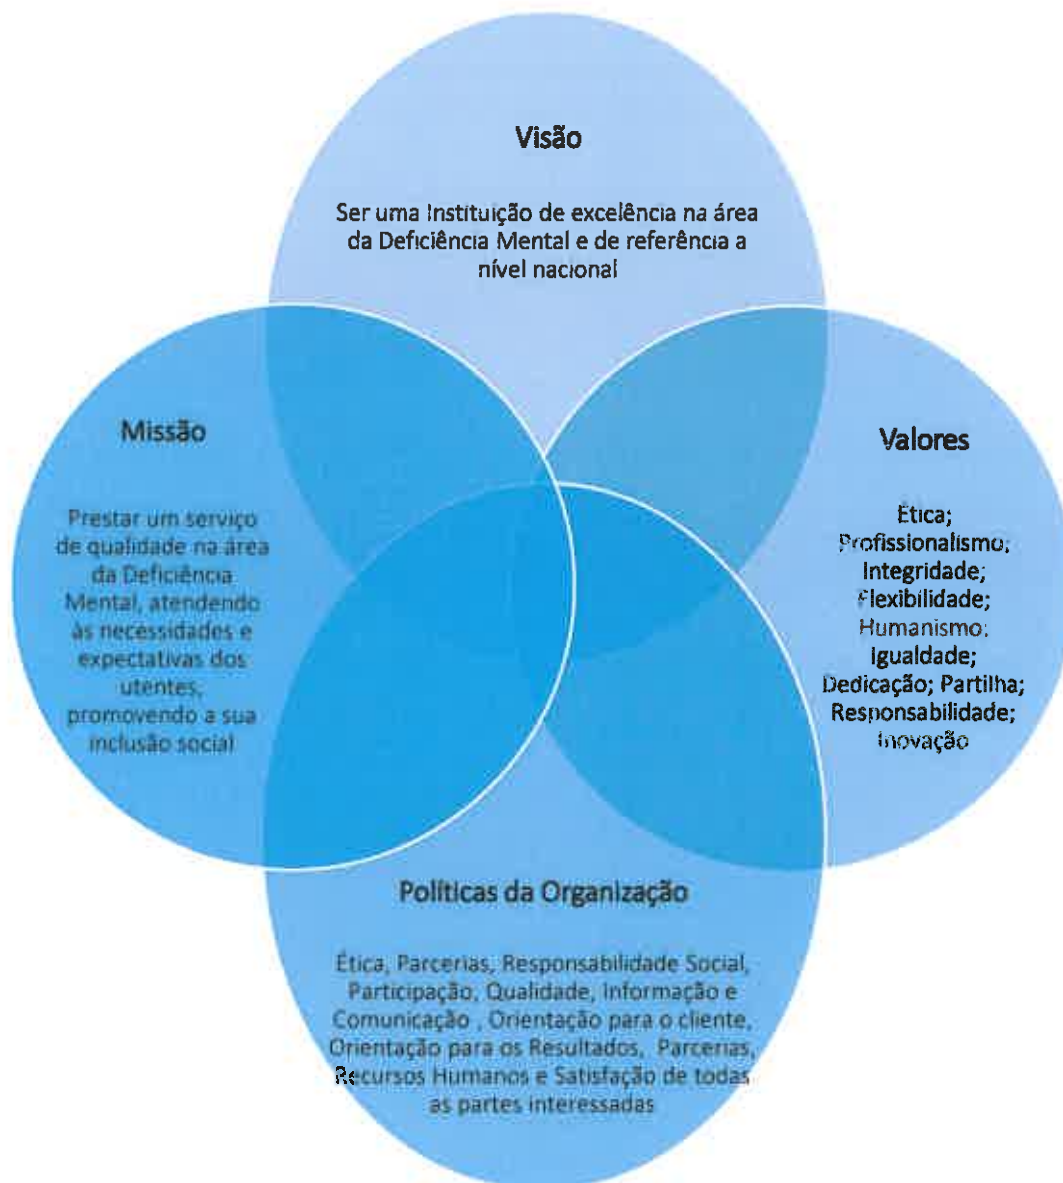 Visão
Ser uma Instituição de excelência na área
da Deficiência Mental e de referência a
nível nacional
Missão
Prestar um serviço
de qualidade na área
da Deficiência
Mental, atendendo
às necessidades e
expectativas dos
utentes,
promovendo a sua
inclusão social
Valores
Ética;
Profissionalismo;
Integridade;
Flexibilidade;
Humanismo;
Igualdade;
Dedicação; Partilha;
Responsabilidade;
Inovação
Políticas da Organização
Ética, Parcerias, Responsabilidade Social,
Participação, Qualidade, Informação e
Comunicação , Orientação para o cliente,
Orientação para os Resultados, Parcerias,
Recursos Humanos e Satisfação de todas
as partes interessadas